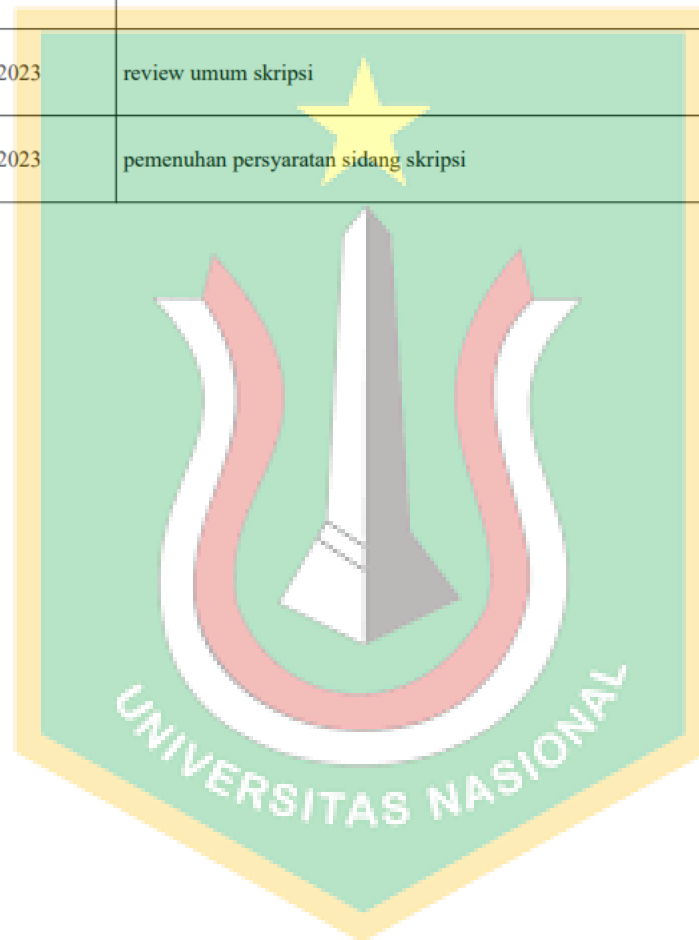 2023 review umum skripsi
2023 pemenuhan persyaratan sidang skripsi
UNIVERSITAS NASIONAL